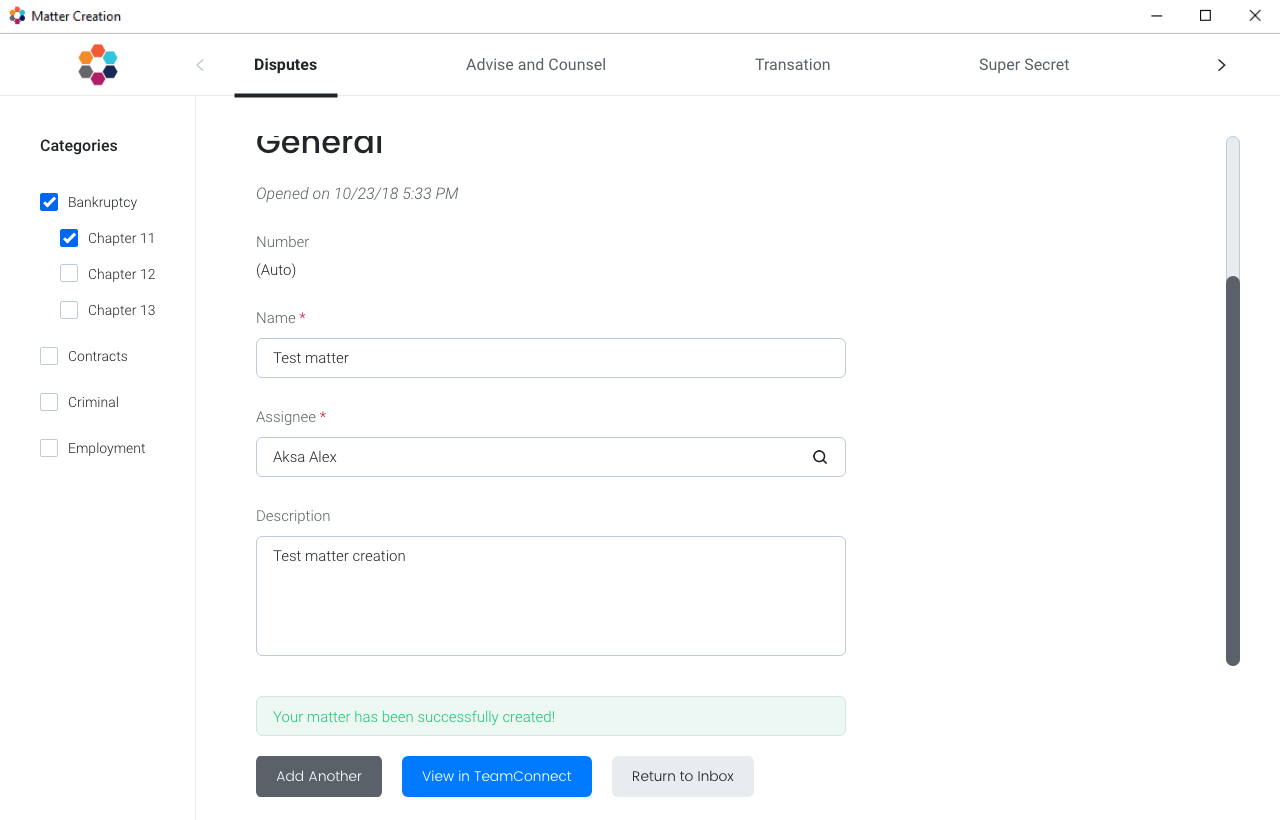 Matter Creation
Disputes Advise and Counsel Transation Super Secret
Categories
Bankruptcy
Chapter 11
Chapter 12
Chapter 13
Contracts
Criminal
Employment
General
Opened on 10/23/18 5:33 PM
Number
(Auto)
Name *
Test matter
Assignee *
Aksa Alex
Description
Test matter creation
Your matter has been successfully created!
Add Another View in TeamConnect Return to Inbox